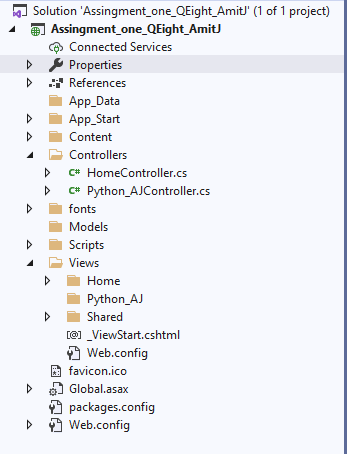 Solution 'Assingment_one_QEight_AmitJ' (1 of 1 project)
Assingment_one_QEight_AmitJ
Connected Services
Properties
References
App_Data
App_Start
Content
Controllers
C# HomeController.cs
C# Python_AJController.cs
fonts
Models
Scripts
Views
Home
Python_AJ
Shared
[@] _ViewStart.cshtml
Web.config
favicon.ico
Global.asax
packages.config
Web.config